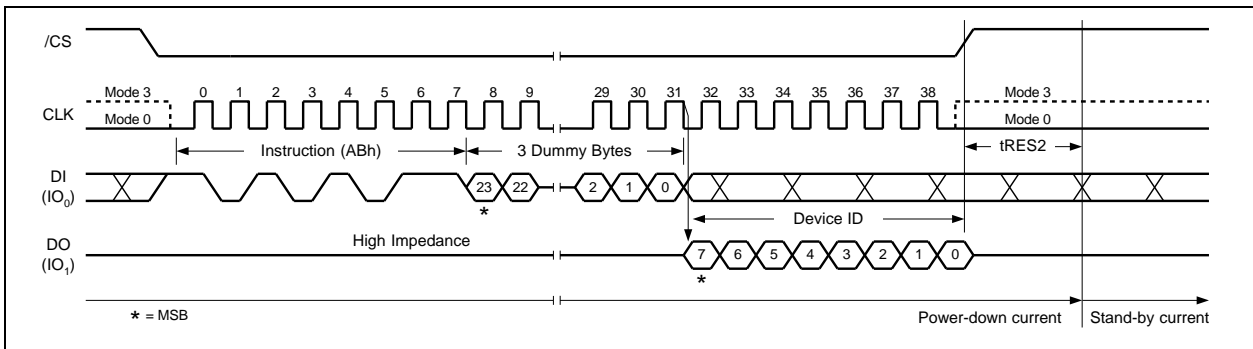 /CS
Mode 3
0 1 2 3 4 5 6 7 8 9 29 30 31 32 33 34 35 36 37 38
Mode 3
CLK
Mode 0
Mode 0
Instruction (ABh)
3 Dummy Bytes
tRES2
DI
(IO0)
23 22 2 1 0
*
Device ID
DO
(IO1)
High Impedance
7 6 5 4 3 2 1 0
*
* = MSB
Power-down current
Stand-by current